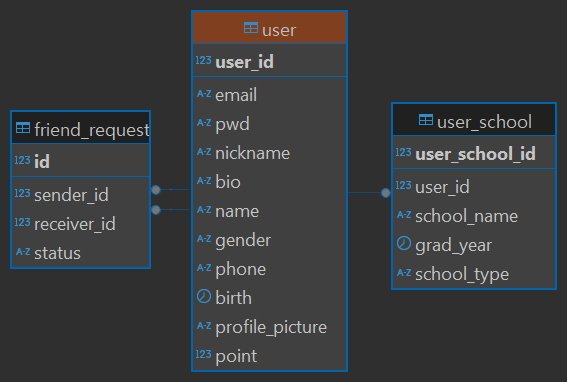 friend_request
123 id
123 sender_id
123 receiver_id
A-Z status
user
123 user_id
A-Z email
A-Z pwd
A-Z nickname
A-Z bio
A-Z name
A-Z gender
A-Z phone
birth
A-Z profile_picture
123 point
user_school
123 user_school_id
123 user_id
A-Z school_name
grad_year
A-Z school_type